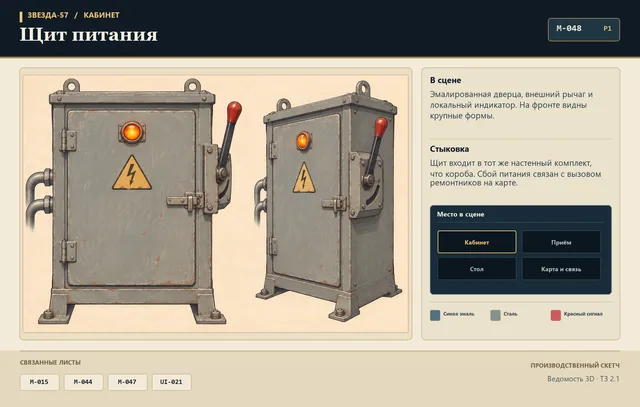 ЗВЕЗДА-57 / КАБИНЕТ
Щит питания
М-048 P1
В сцене
Эмалированная дверца, внешний рычаг и
локальный индикатор. На фронте видны
крупные формы.
Стыковка
Щит входит в тот же настенный комплект,
что короба. Сбой питания связан с вызовом
ремонтников на карте.
Место в сцене
Кабинет
Приём
Стол
Карта и связь
Синяя эмаль
Сталь
Красный сигнал
СВЯЗАННЫЕ ЛИСТЫ
М-015
М-044
М-047
UI-021
ПРОИЗВОДСТВЕННЫЙ СКЕТЧ
Ведомость 3D · ТЗ 2.1